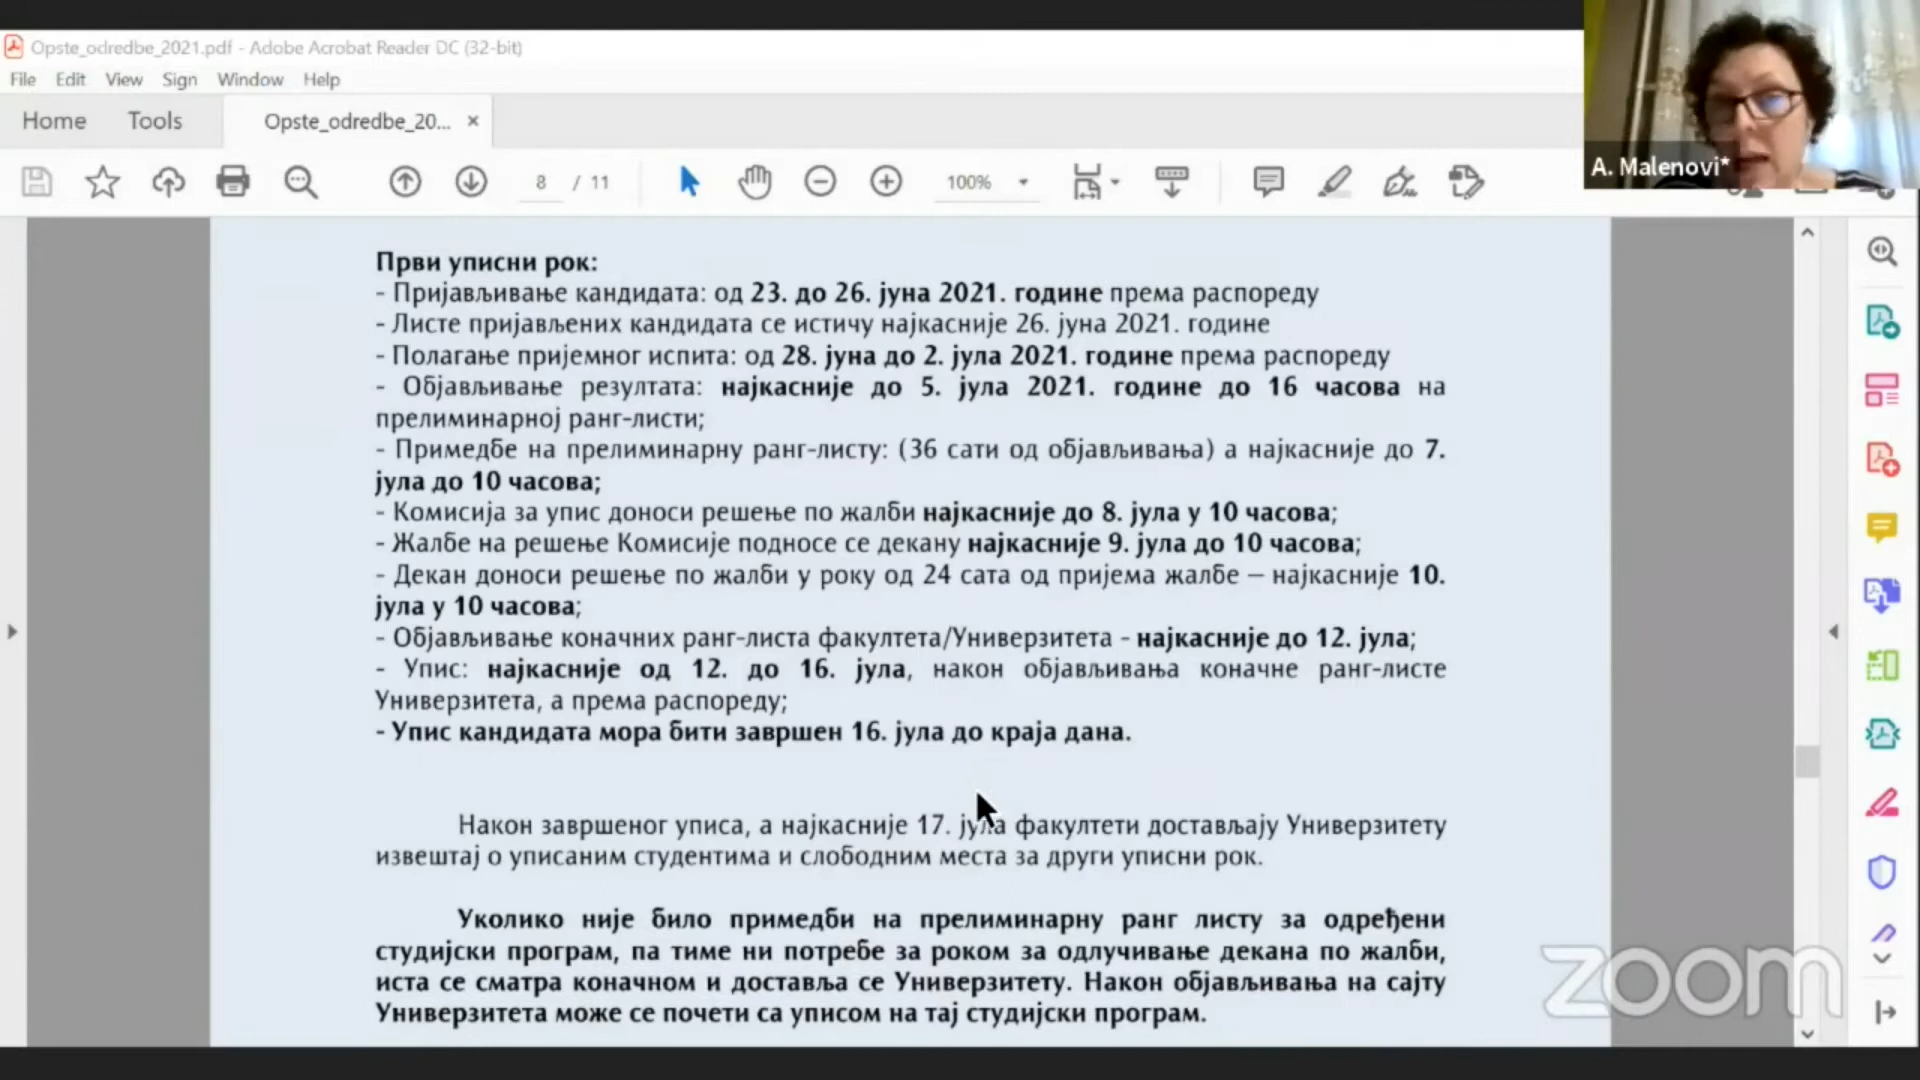 Opste_odredbe_2021.pdf - Adobe Acrobat Reader DC (32-bit)
File Edit View Sign Window Help
Home Tools Opste_odredbe_20... ×
8 / 11 100%
A. Malenovi*
Први уписни рок:
- Пријављивање кандидата: од 23. до 26. јуна 2021. године према распореду
- Листе пријављених кандидата се истичу најкасније 26. јуна 2021. године
- Полагање пријемног испита: од 28. јуна до 2. јула 2021. године према распореду
- Објављивање резултата: најкасније до 5. јула 2021. године до 16 часова на
прелиминарној ранг-листи;
- Примедбе на прелиминарну ранг-листу: (36 сати од објављивања) а најкасније до 7.
јула до 10 часова;
- Комисија за упис доноси решење по жалби најкасније до 8. јула у 10 часова;
- Жалбе на решење Комисије подносе се декану најкасније 9. јула до 10 часова;
- Декан доноси решење по жалби у року од 24 сата од пријема жалбе – најкасније 10.
јула у 10 часова;
- Објављивање коначних ранг-листа факултета/Универзитета - најкасније до 12. јула;
- Упис: најкасније од 12. до 16. јула, након објављивања коначне ранг-листе
Универзитета, а према распореду;
- Упис кандидата мора бити завршен 16. јула до краја дана.
Након завршеног уписа, а најкасније 17. јула факултети достављају Универзитету
извештај о уписаним студентима и слободним места за други уписни рок.
Уколико није било примедби на прелиминарну ранг листу за одређени
студијски програм, па тиме ни потребе за роком за одлучивање декана по жалби,
иста се сматра коначном и доставља се Универзитету. Након објављивања на сајту
Универзитета може се почети са уписом на тај студијски програм.
zoom